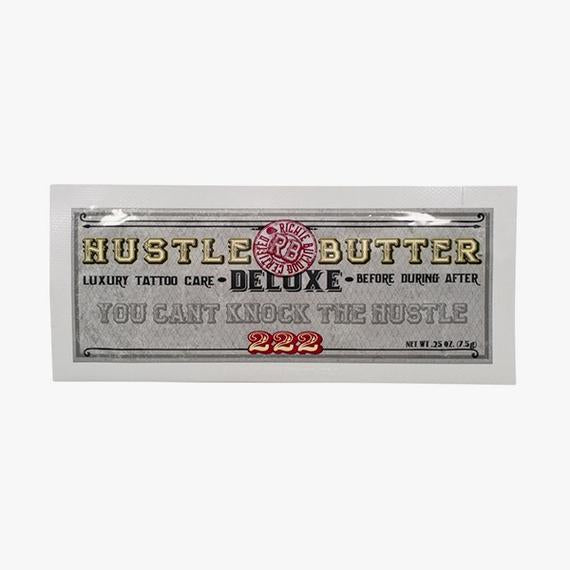 HUSTLE BUTTER
RICHIE BULLDOG CERTIFIED
RB
LUXURY TATTOO CARE • DELUXE • BEFORE DURING AFTER
YOU CANT KNOCK THE HUSTLE
222
NET WT .25 OZ. (7.5g)